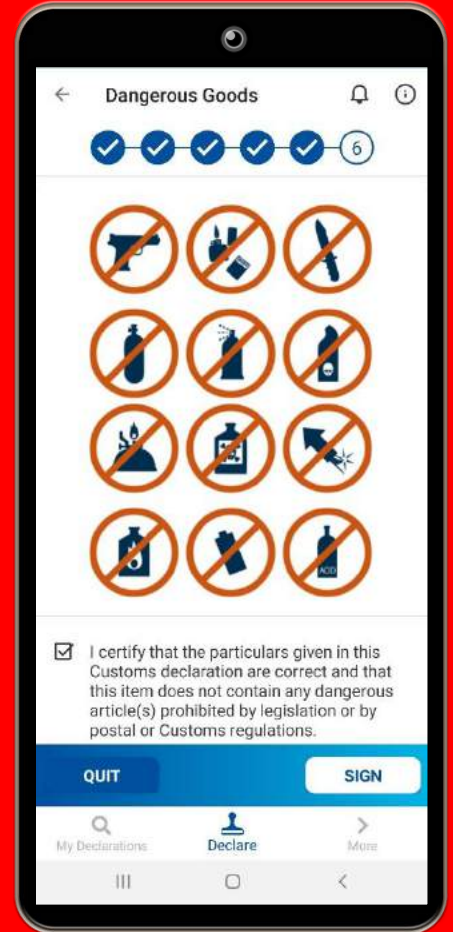 Dangerous Goods
6
ACID
I certify that the particulars given in this
Customs declaration are correct and that
this item does not contain any dangerous
article(s) prohibited by legislation or by
postal or Customs regulations.
QUIT
SIGN
My Declarations
Declare
More